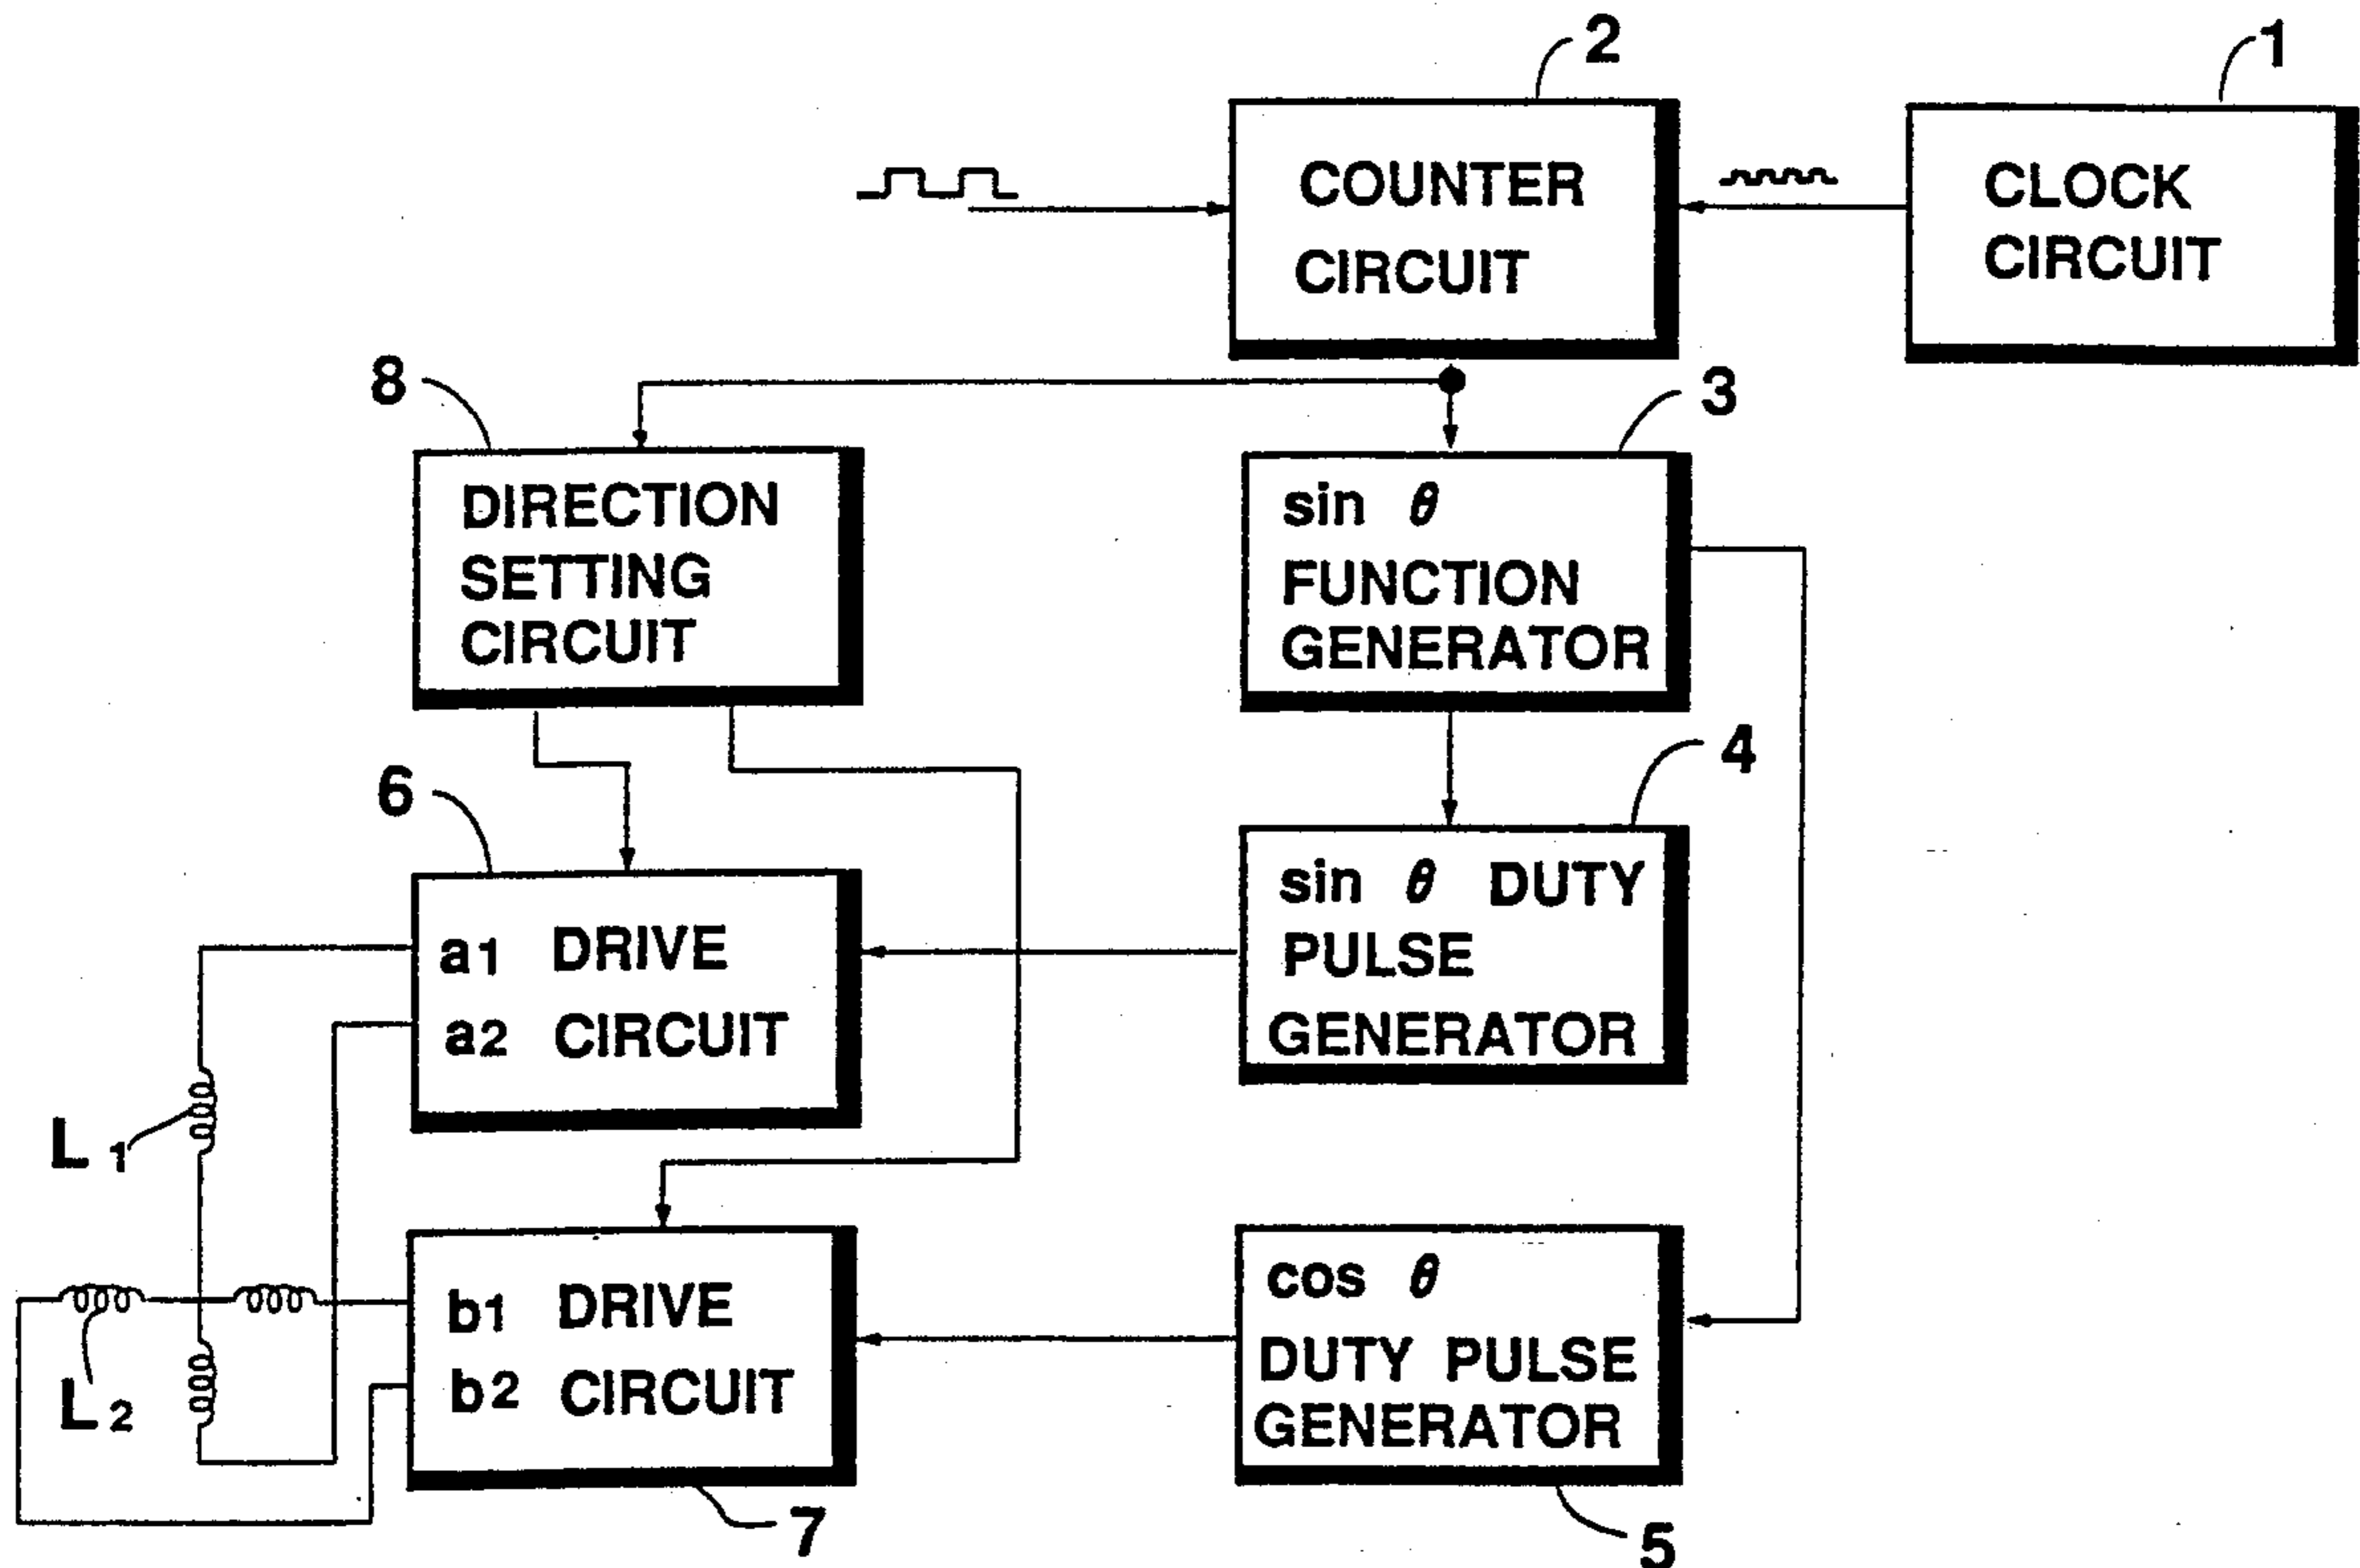 2
1
COUNTER
CIRCUIT
CLOCK
CIRCUIT
8
3
DIRECTION
SETTING
CIRCUIT
sin θ
FUNCTION
GENERATOR
6
4
a1 DRIVE
a2 CIRCUIT
sin θ DUTY
PULSE
GENERATOR
L1
b1 DRIVE
b2 CIRCUIT
cos θ
DUTY PULSE
GENERATOR
L2
7
5